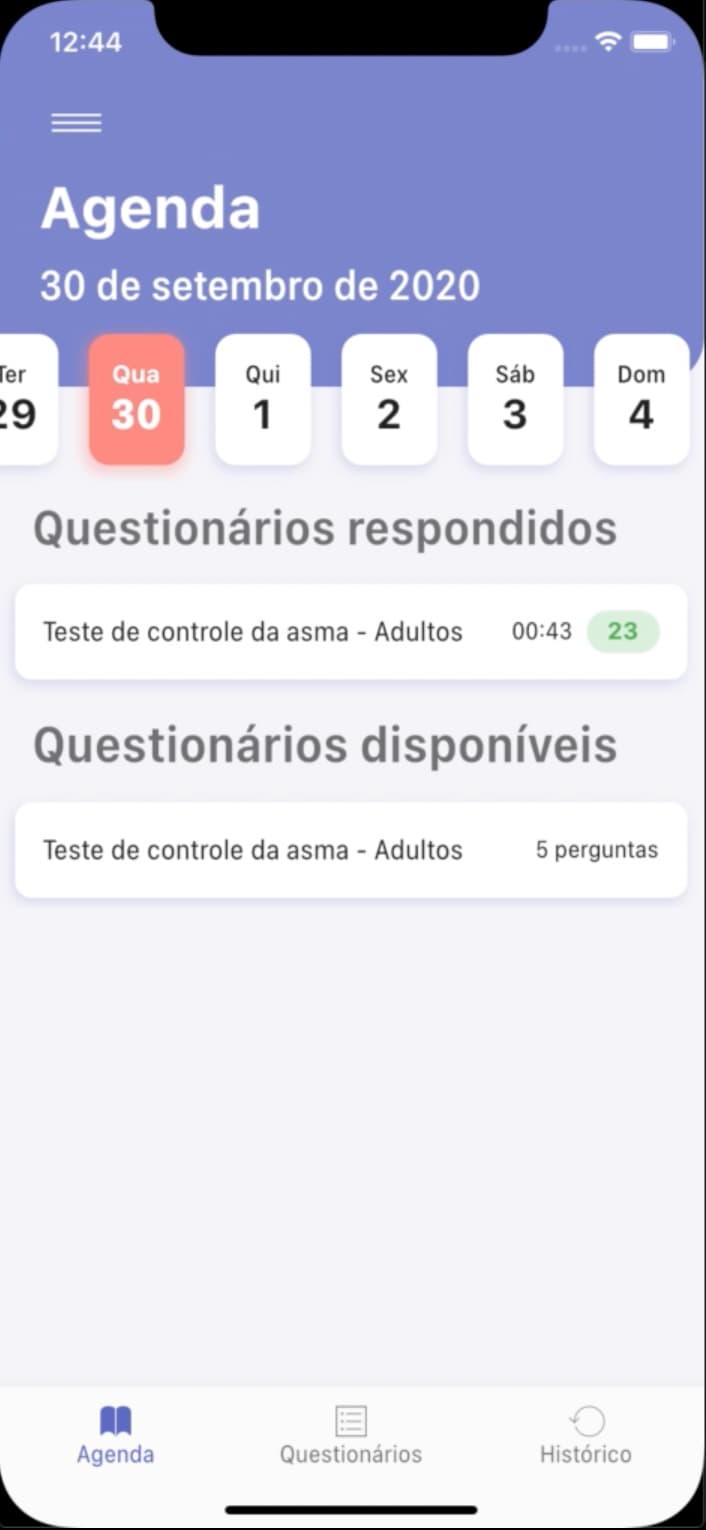 12:44
Agenda
30 de setembro de 2020
Ter Qua Qui Sex Sáb Dom
29 30 1 2 3 4
Questionários respondidos
Teste de controle da asma - Adultos 00:43 23
Questionários disponíveis
Teste de controle da asma - Adultos 5 perguntas
Agenda Questionários Histórico